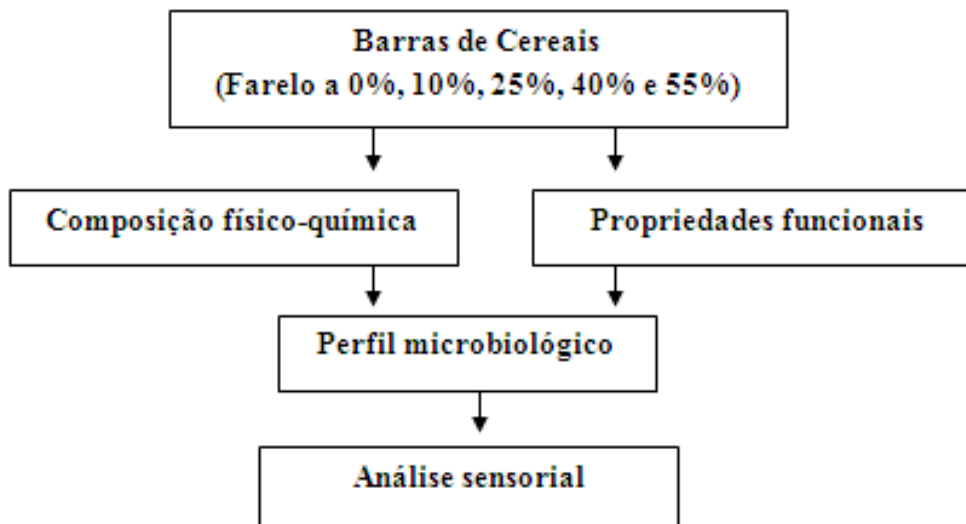 Barras de Cereais
(Farelo a 0%, 10%, 25%, 40% e 55%)
Composição físico-química
Propriedades funcionais
Perfil microbiológico
Análise sensorial